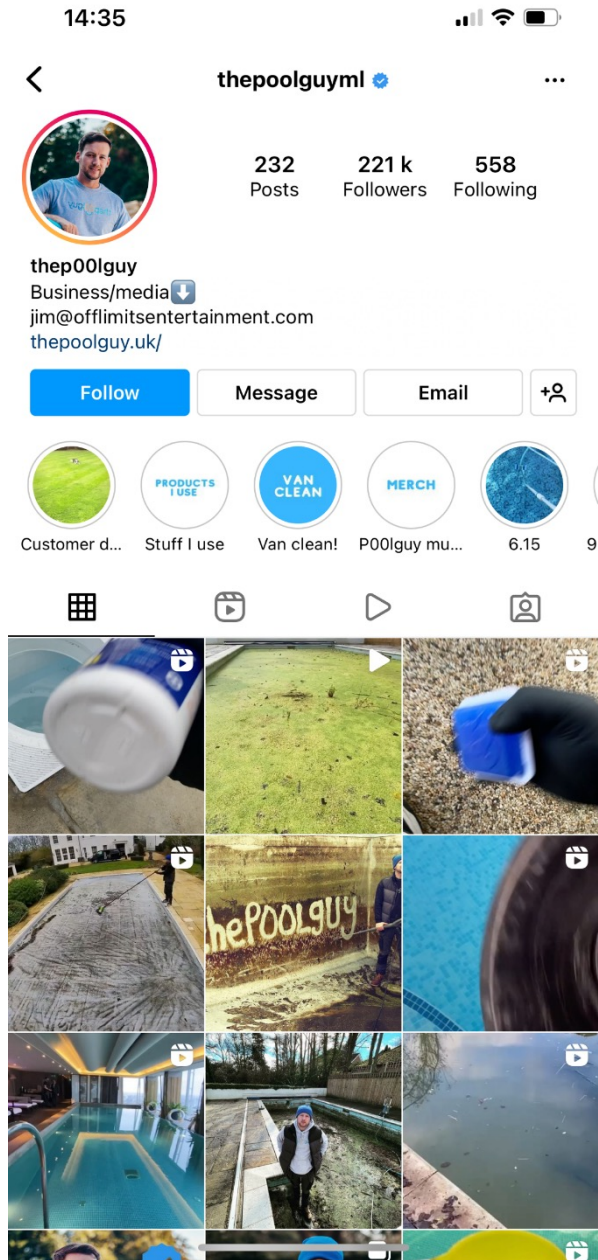 14:35
thepoolguyml
232
221 k
558
Posts
Followers
Following
thep00lguy
Business/media⬇️
jim@offlimitsentertainment.com
thepoolguy.uk/
Follow
Message
Email
PRODUCTS
I USE
VAN
CLEAN
MERCH
Customer d...
Stuff I use
Van clean!
P00lguy mu...
6.15
9
thePOOLguy